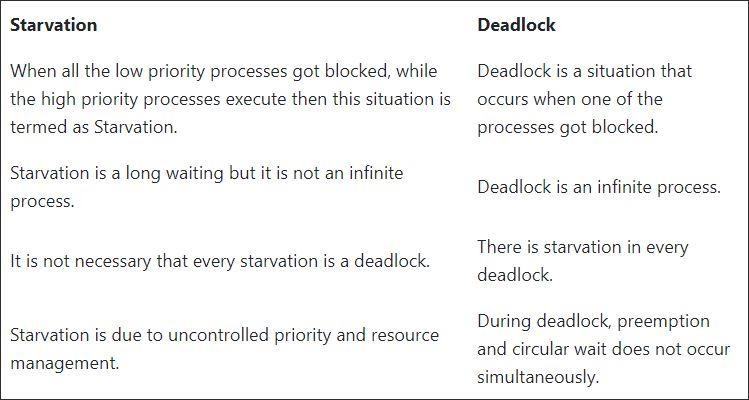 Starvation
Deadlock
When all the low priority processes got blocked, while
the high priority processes execute then this situation is
termed as Starvation.
Deadlock is a situation that
occurs when one of the
processes got blocked.
Starvation is a long waiting but it is not an infinite
process.
Deadlock is an infinite process.
It is not necessary that every starvation is a deadlock.
There is starvation in every
deadlock.
Starvation is due to uncontrolled priority and resource
management.
During deadlock, preemption
and circular wait does not occur
simultaneously.